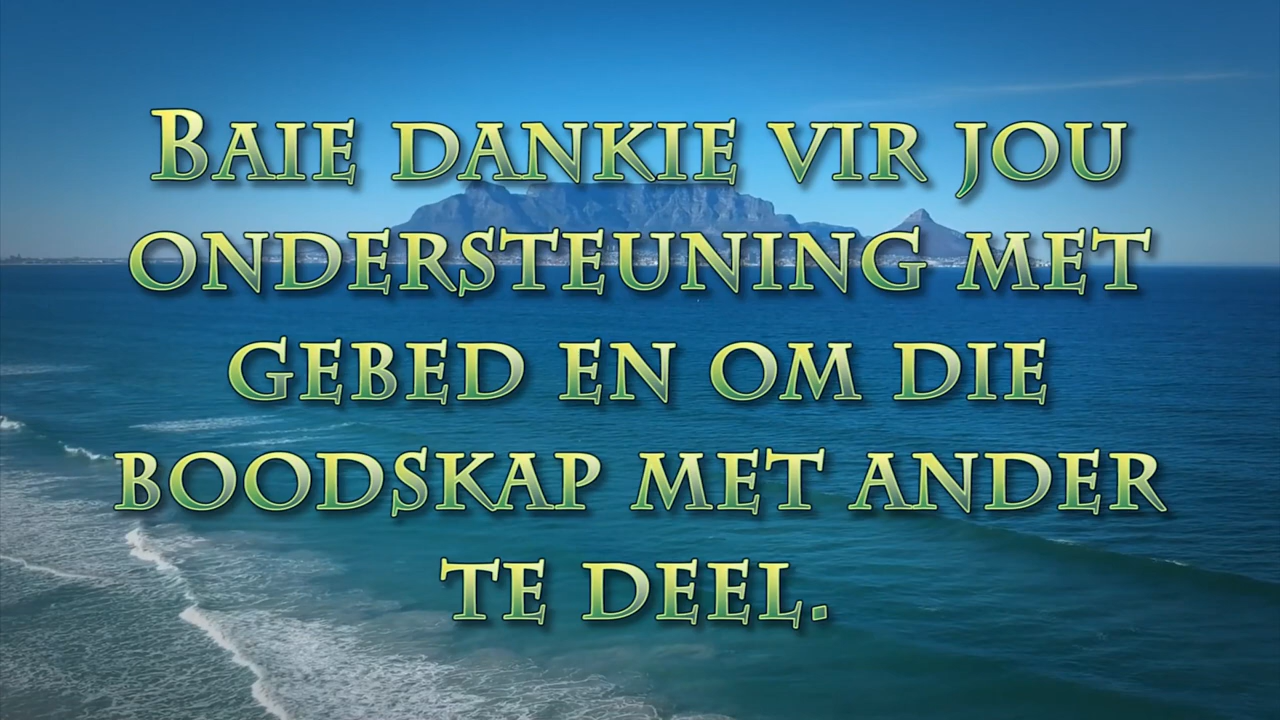 Baie dankie vir jou
ondersteuning met
gebed en om die
boodskap met ander
te deel.